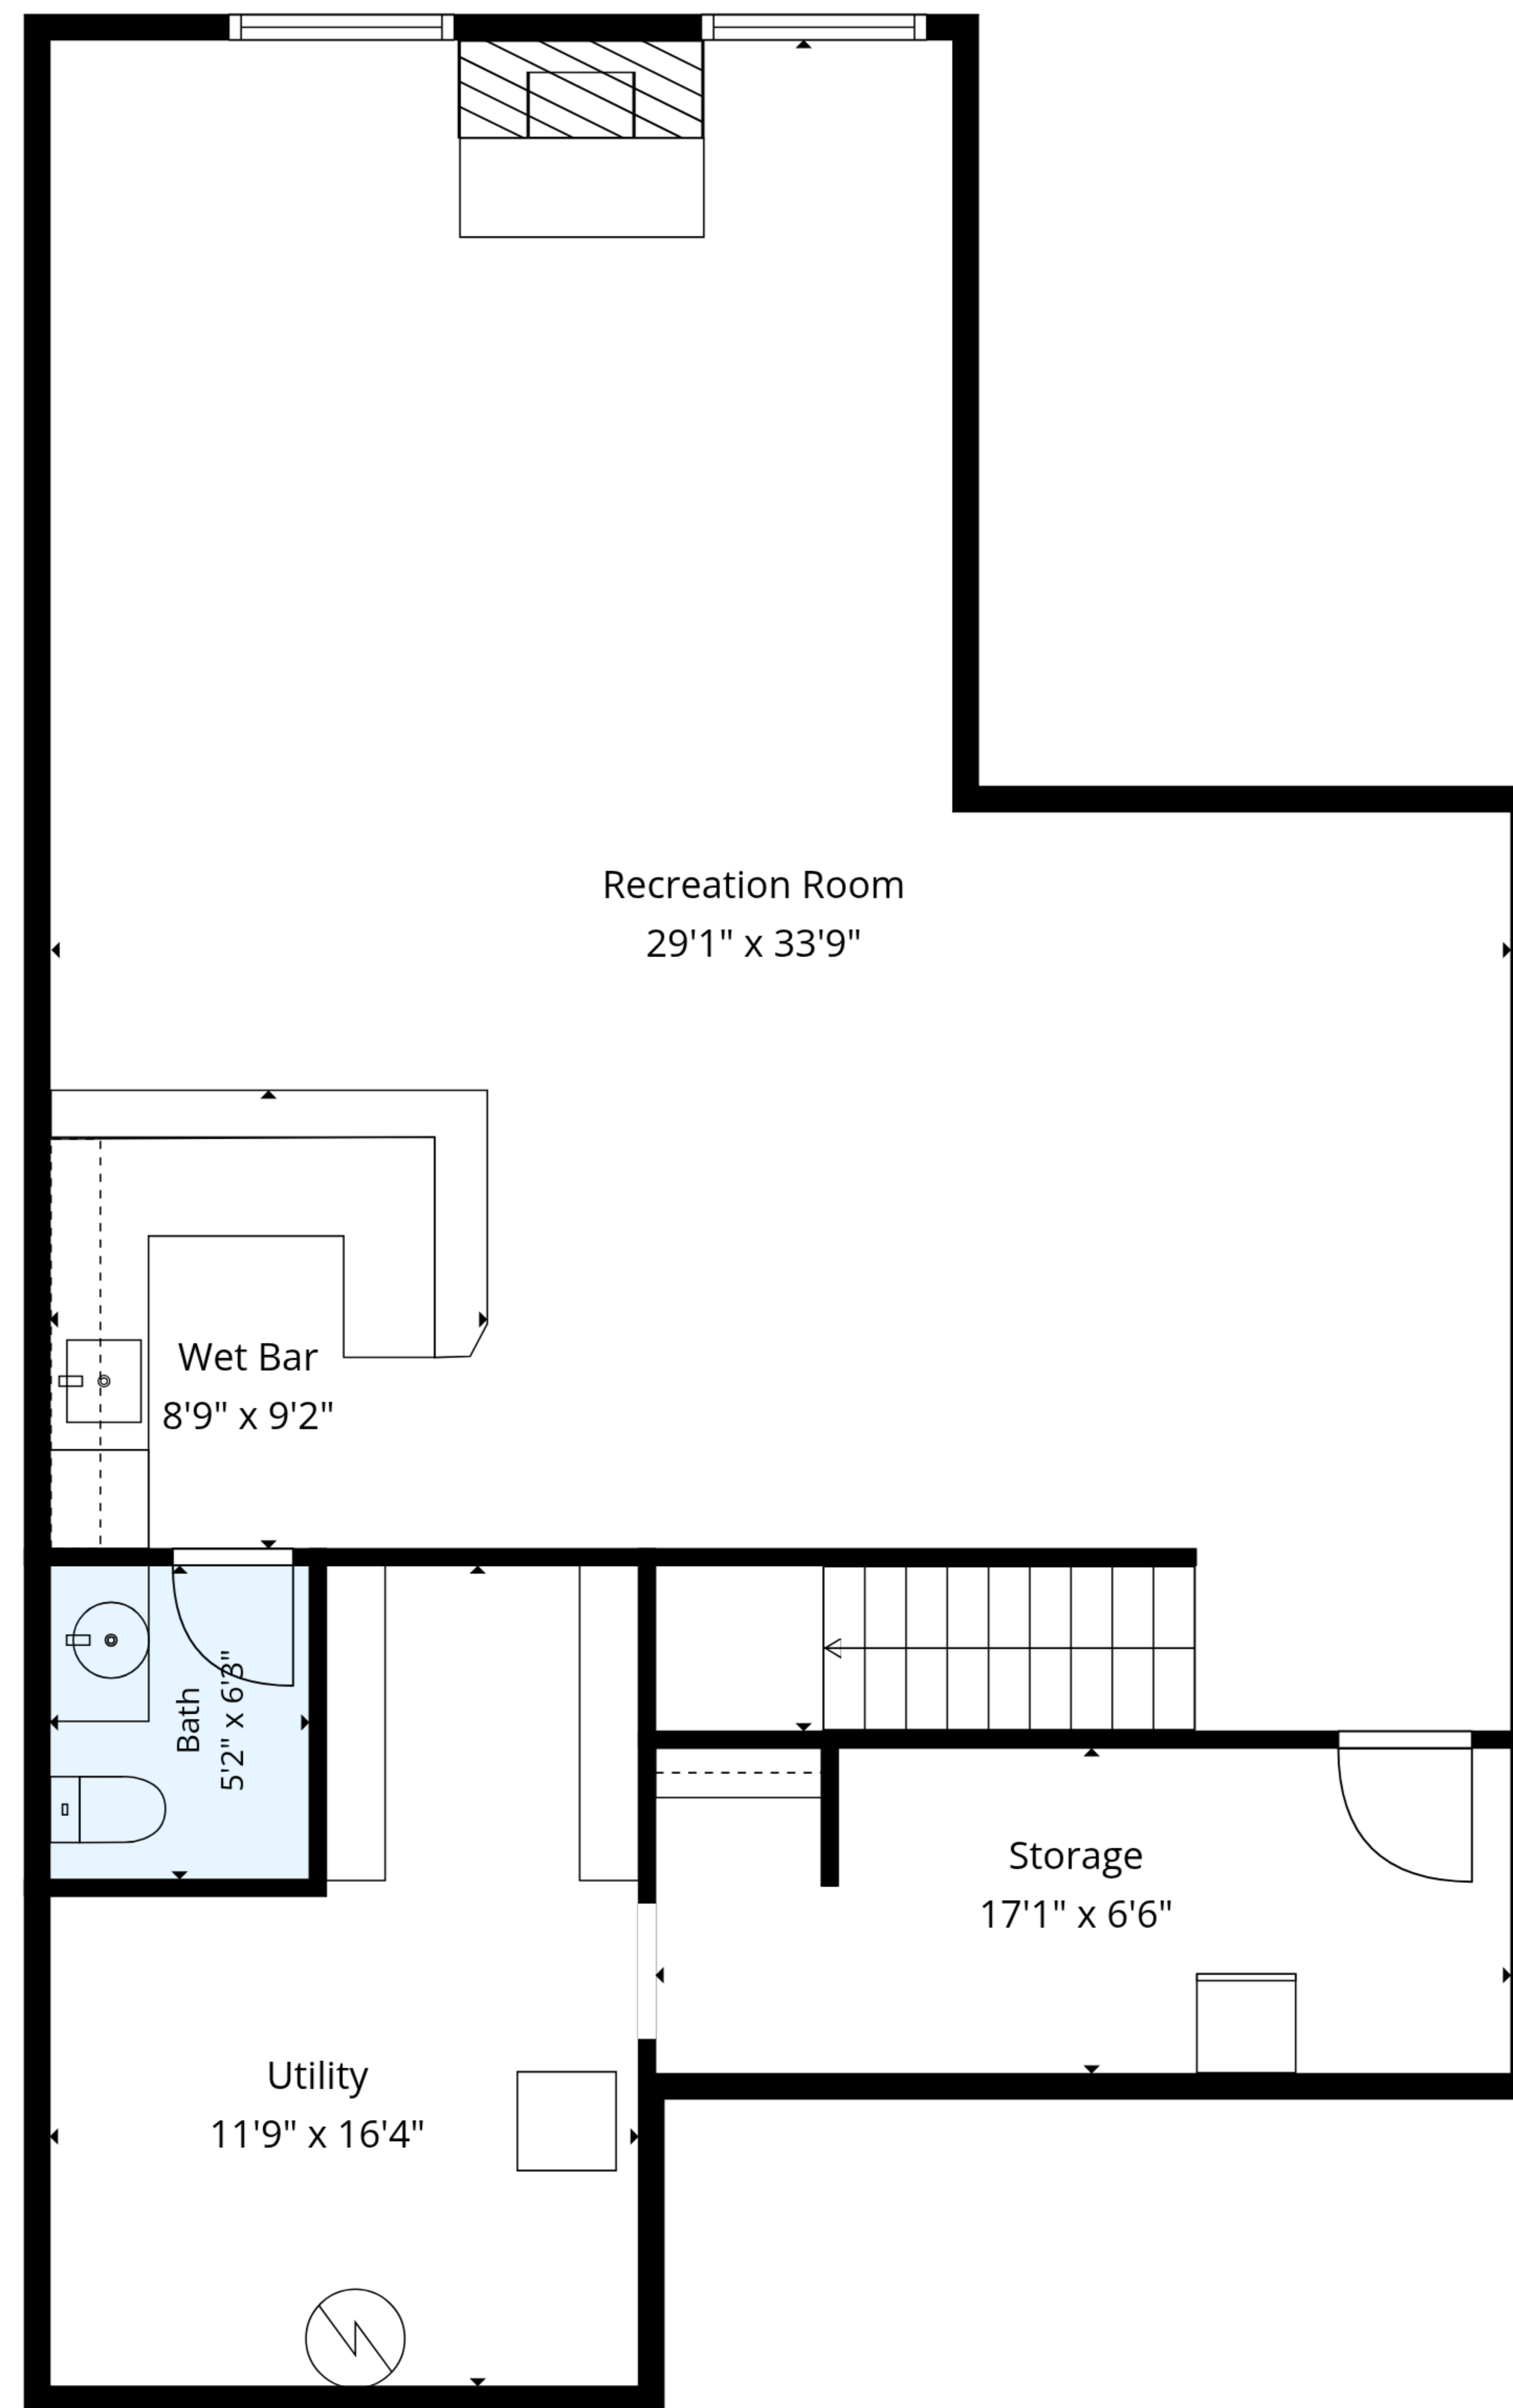 Recreation Room
29'1" x 33'9"
Wet Bar
8'9" x 9'2"
Bath
5'2" x 6'3"
Storage
17'1" x 6'6"
Utility
11'9" x 16'4"